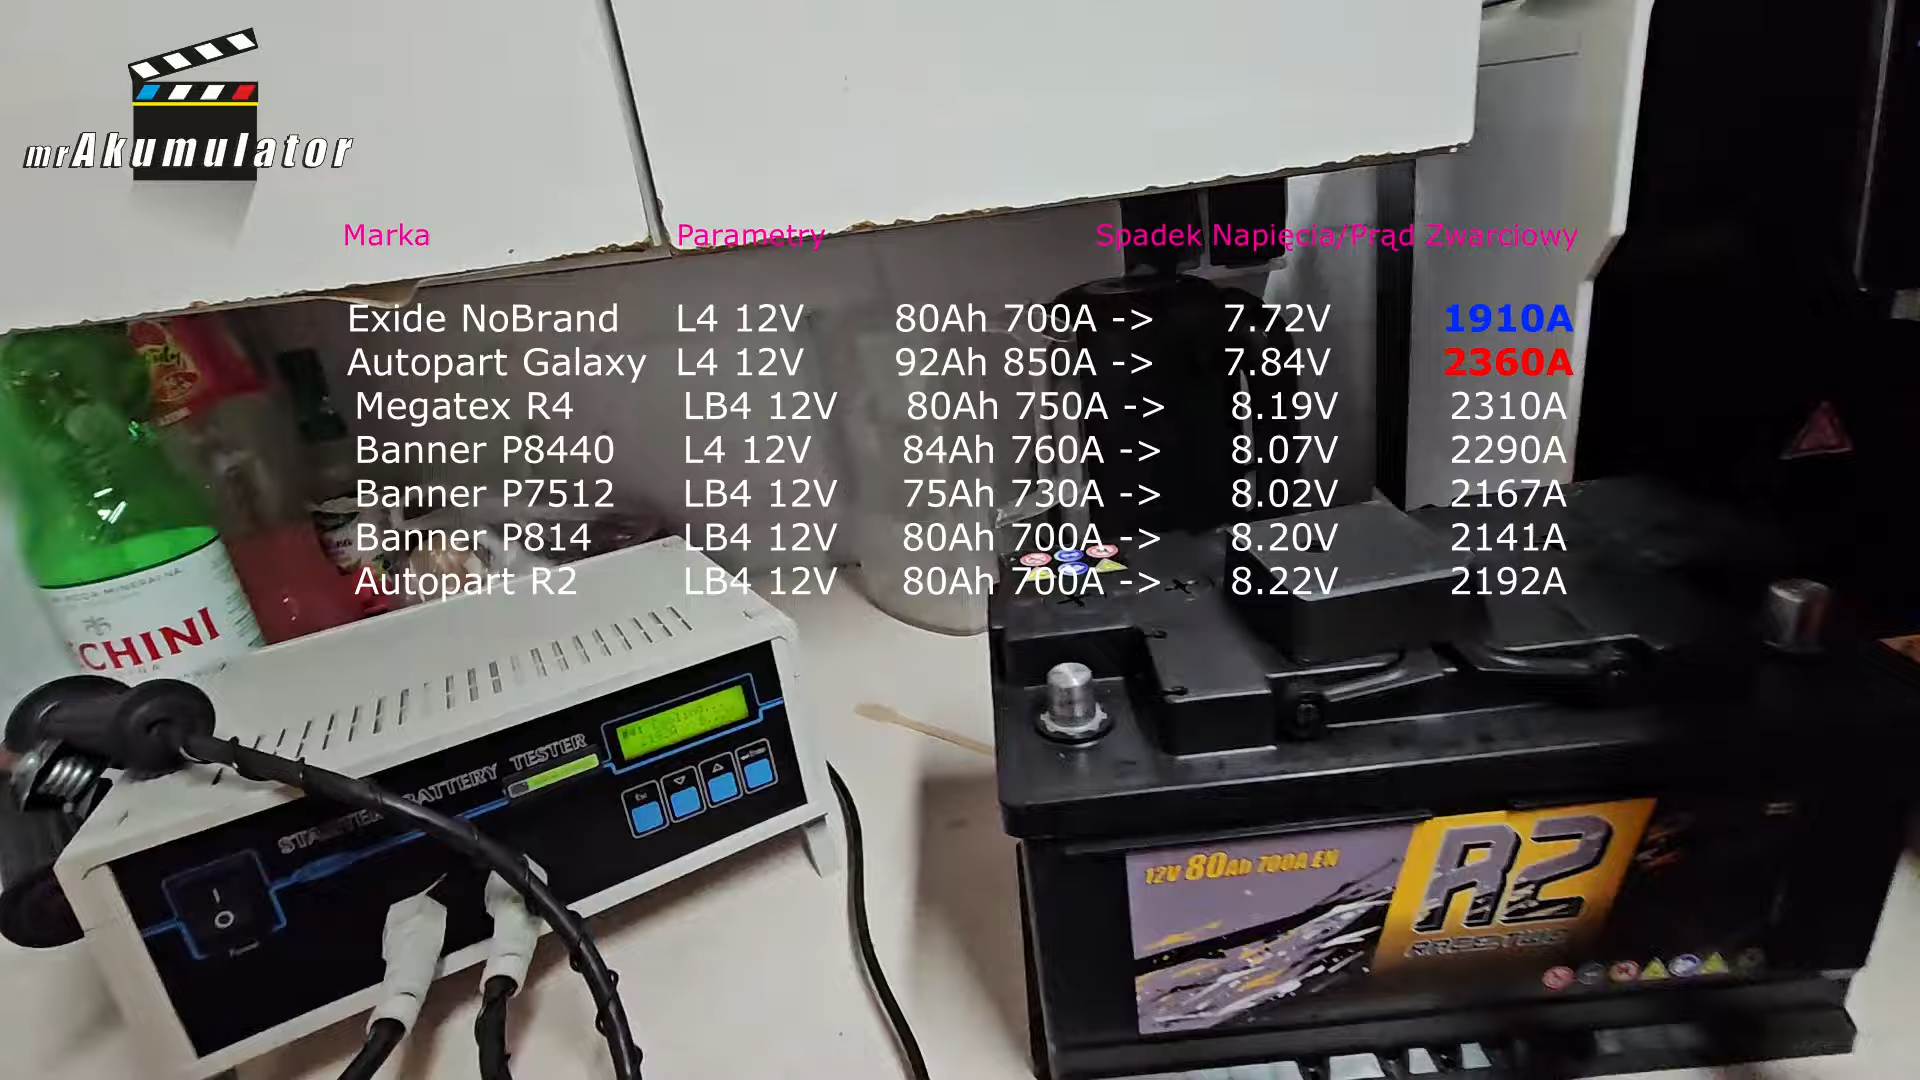 mrAkumulator
Marka Parametry Spadek Napięcia/Prąd Zwarciowy
Exide NoBrand L4 12V 80Ah 700A -> 7.72V 1910A
Autopart Galaxy L4 12V 92Ah 850A -> 7.84V 2360A
Megatex R4 LB4 12V 80Ah 750A -> 8.19V 2310A
Banner P8440 L4 12V 84Ah 760A -> 8.07V 2290A
Banner P7512 LB4 12V 75Ah 730A -> 8.02V 2167A
Banner P814 LB4 12V 80Ah 700A -> 8.20V 2141A
Autopart R2 LB4 12V 80Ah 700A -> 8.22V 2192A
CHINI
STARTER BATTERY TESTER
Esc
Power
12V 80Ah 700A EN
R2